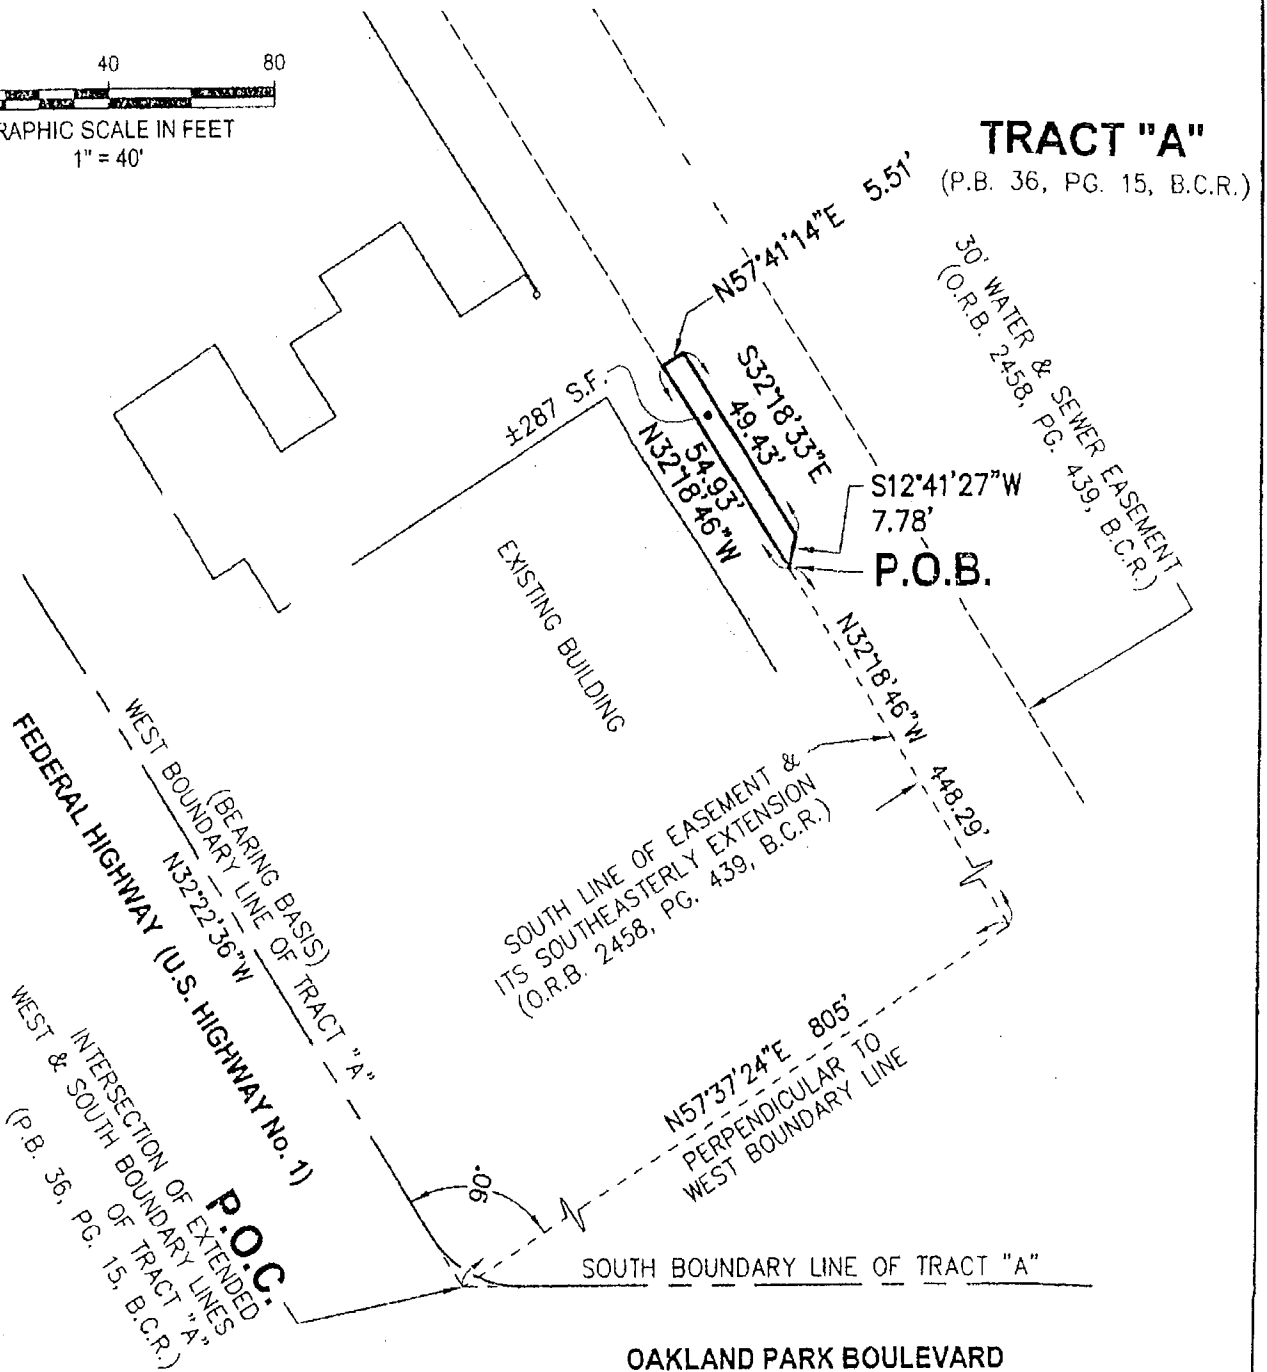 40 80
RAPHIC SCALE IN FEET
1" = 40'
TRACT "A"
(P.B. 36, PG. 15, B.C.R.)
N57°41'14"E 5.51'
30' WATER & SEWER EASEMENT
(O.R.B. 2458, PG. 439, B.C.R.)
S32°18'33"E
49.43'
±287 S.F.
54.93'
N32°18'46"W
S12°41'27"W
7.78'
P.O.B.
EXISTING BUILDING
N32°18'46"W 448.29'
SOUTH LINE OF EASEMENT &
ITS SOUTHEASTERLY EXTENSION
(O.R.B. 2458, PG. 439, B.C.R.)
(BEARING BASIS)
WEST BOUNDARY LINE OF TRACT "A"
N32°22'36"W
FEDERAL HIGHWAY (U.S. HIGHWAY No. 1)
N57°37'24"E 805'
PERPENDICULAR TO
WEST BOUNDARY LINE
90°
P.O.C.
INTERSECTION OF EXTENDED
WEST & SOUTH BOUNDARY LINES
OF TRACT "A"
(P.B. 36, PG. 15, B.C.R.)
SOUTH BOUNDARY LINE OF TRACT "A"
OAKLAND PARK BOULEVARD